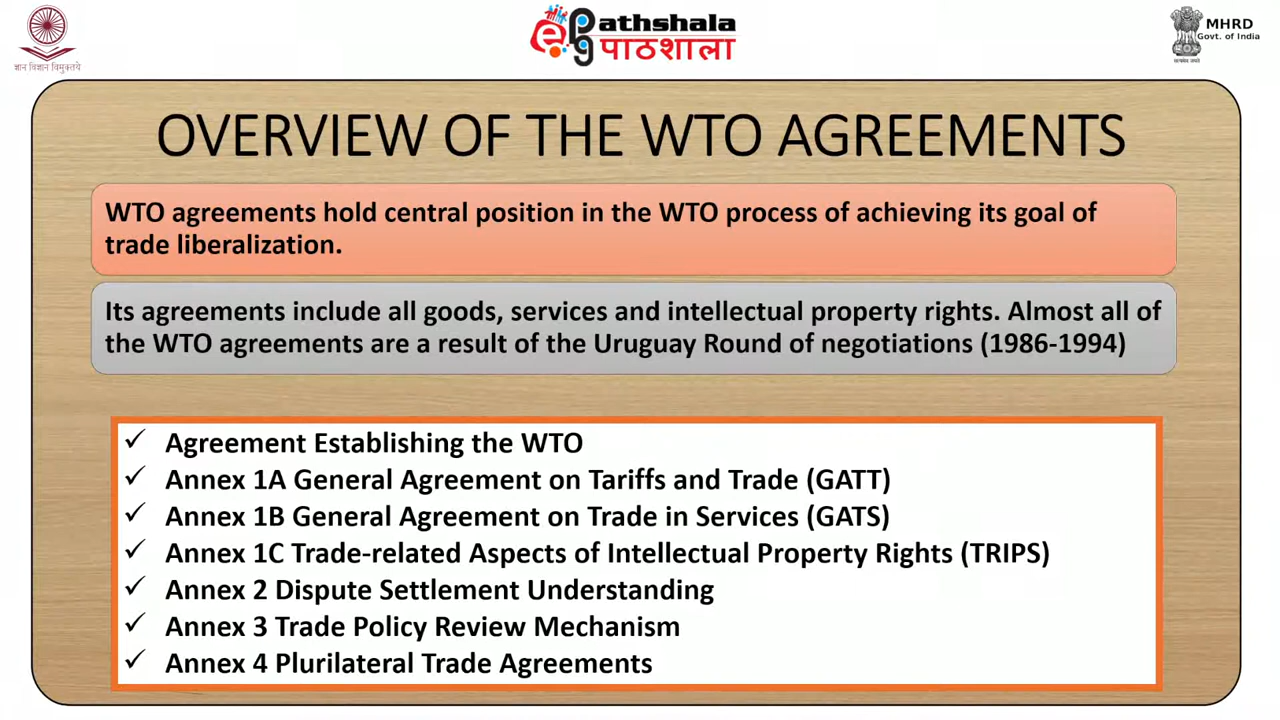 ज्ञान विज्ञान विमुक्तये
ePG Pathshala
पाठशाला
MHRD
Govt. of India
सत्यमेव जयते
OVERVIEW OF THE WTO AGREEMENTS
WTO agreements hold central position in the WTO process of achieving its goal of
trade liberalization.
Its agreements include all goods, services and intellectual property rights. Almost all of
the WTO agreements are a result of the Uruguay Round of negotiations (1986-1994)
✓ Agreement Establishing the WTO
✓ Annex 1A General Agreement on Tariffs and Trade (GATT)
✓ Annex 1B General Agreement on Trade in Services (GATS)
✓ Annex 1C Trade-related Aspects of Intellectual Property Rights (TRIPS)
✓ Annex 2 Dispute Settlement Understanding
✓ Annex 3 Trade Policy Review Mechanism
✓ Annex 4 Plurilateral Trade Agreements